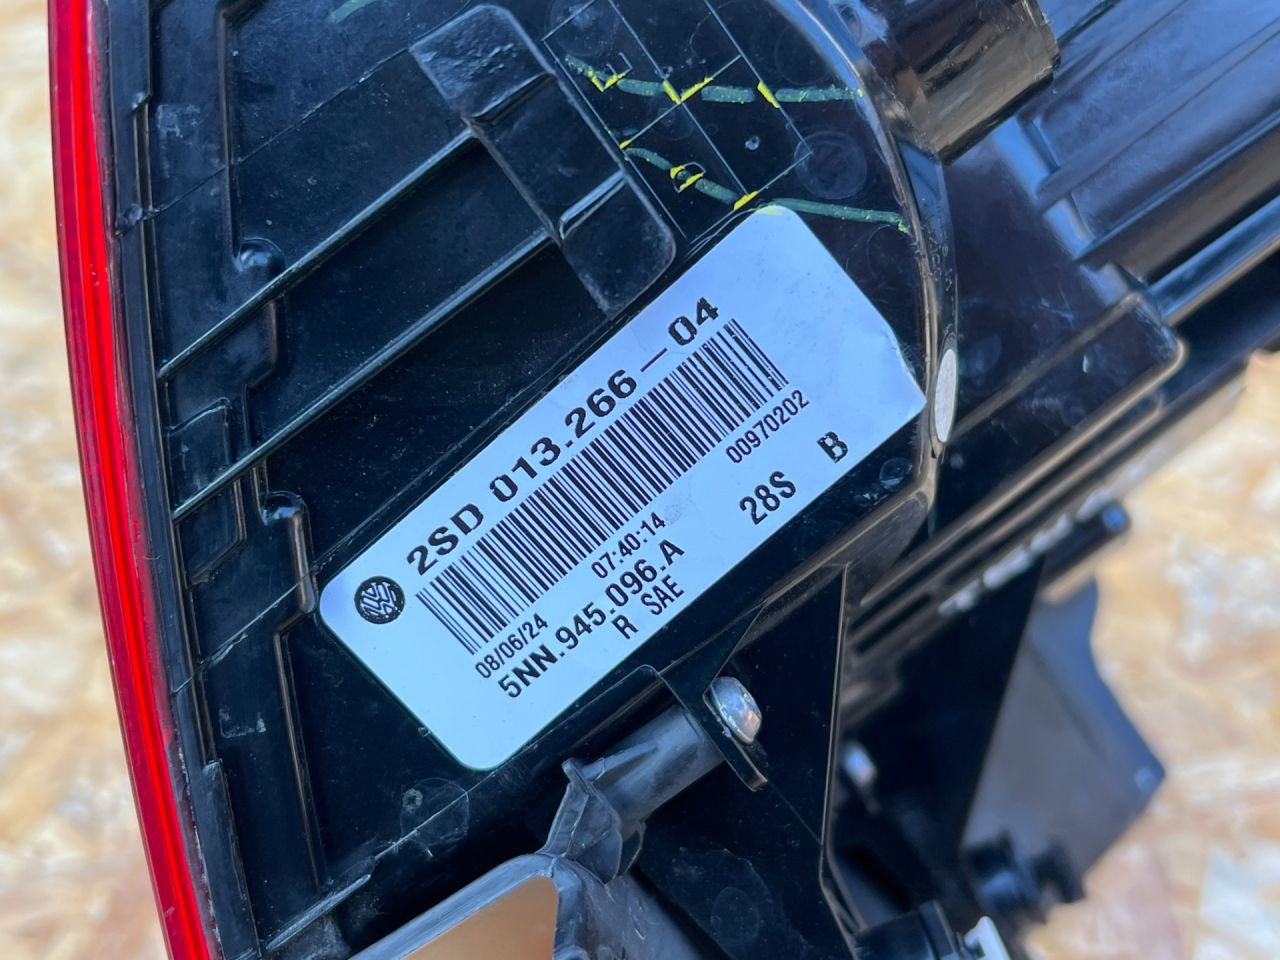 2SD 013.266-04
00970202
08/06/24 07:40:14
5NN.945.096.A 28S B
R SAE